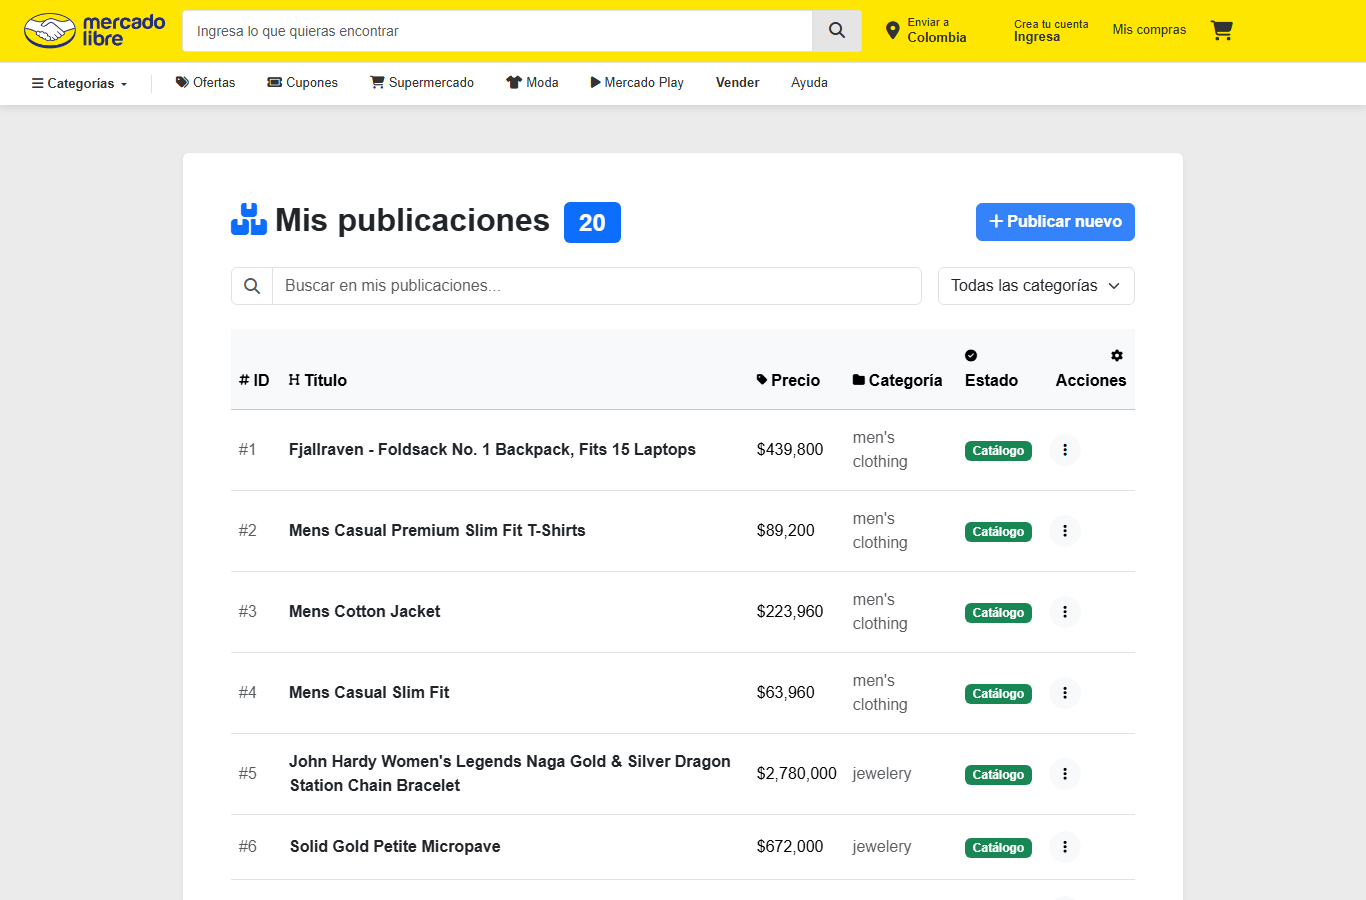 mercado
libre
Ingresa lo que quieras encontrar
Enviar a
Colombia
Crea tu cuenta
Ingresa
Mis compras
Categorías
Ofertas
Cupones
Supermercado
Moda
Mercado Play
Vender
Ayuda
Mis publicaciones 20
+ Publicar nuevo
Buscar en mis publicaciones...
Todas las categorías
# ID
H Título
Precio
Categoría
Estado
Acciones
#1
Fjallraven - Foldsack No. 1 Backpack, Fits 15 Laptops
$439,800
men's
clothing
Catálogo
#2
Mens Casual Premium Slim Fit T-Shirts
$89,200
men's
clothing
Catálogo
#3
Mens Cotton Jacket
$223,960
men's
clothing
Catálogo
#4
Mens Casual Slim Fit
$63,960
men's
clothing
Catálogo
#5
John Hardy Women's Legends Naga Gold & Silver Dragon
Station Chain Bracelet
$2,780,000
jewelery
Catálogo
#6
Solid Gold Petite Micropave
$672,000
jewelery
Catálogo